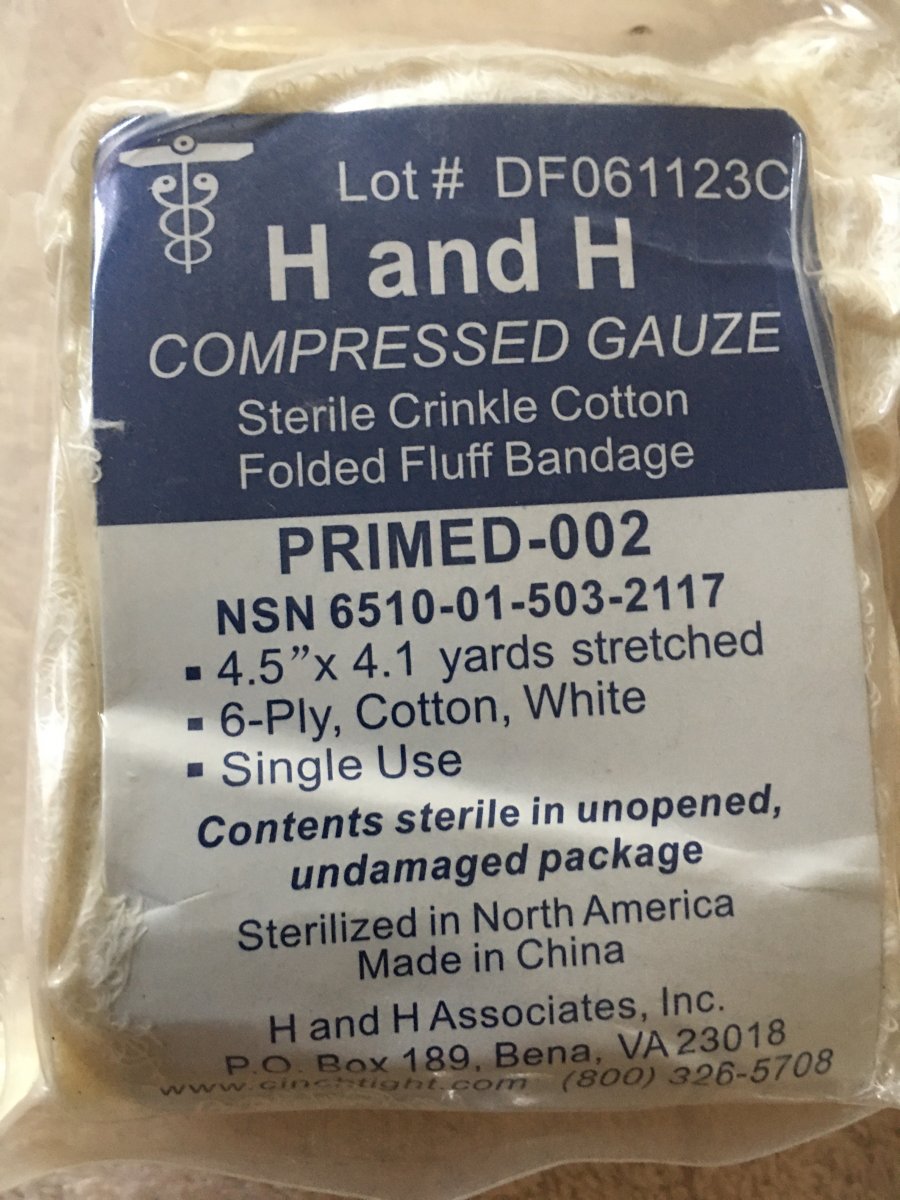 Lot # DF061123C
H and H
COMPRESSED GAUZE
Sterile Crinkle Cotton
Folded Fluff Bandage
PRIMED-002
NSN 6510-01-503-2117
▪ 4.5”x 4.1 yards stretched
▪ 6-Ply, Cotton, White
▪ Single Use
Contents sterile in unopened,
undamaged package
Sterilized in North America
Made in China
H and H Associates, Inc.
P.O. Box 189, Bena, VA 23018
www.cinchtight.com (800) 326-5708